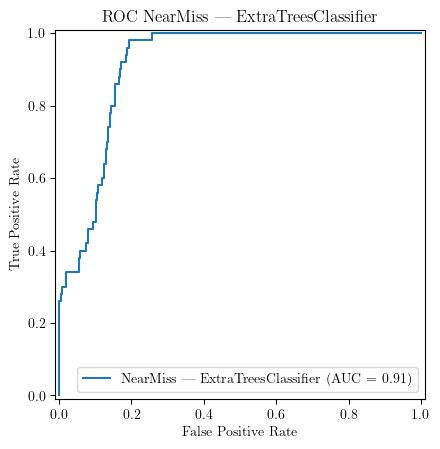 ROC NearMiss — ExtraTreesClassifier
True Positive Rate
1.0
0.8
0.6
0.4
0.2
0.0
NearMiss — ExtraTreesClassifier (AUC = 0.91)
0.0 0.2 0.4 0.6 0.8 1.0
False Positive Rate